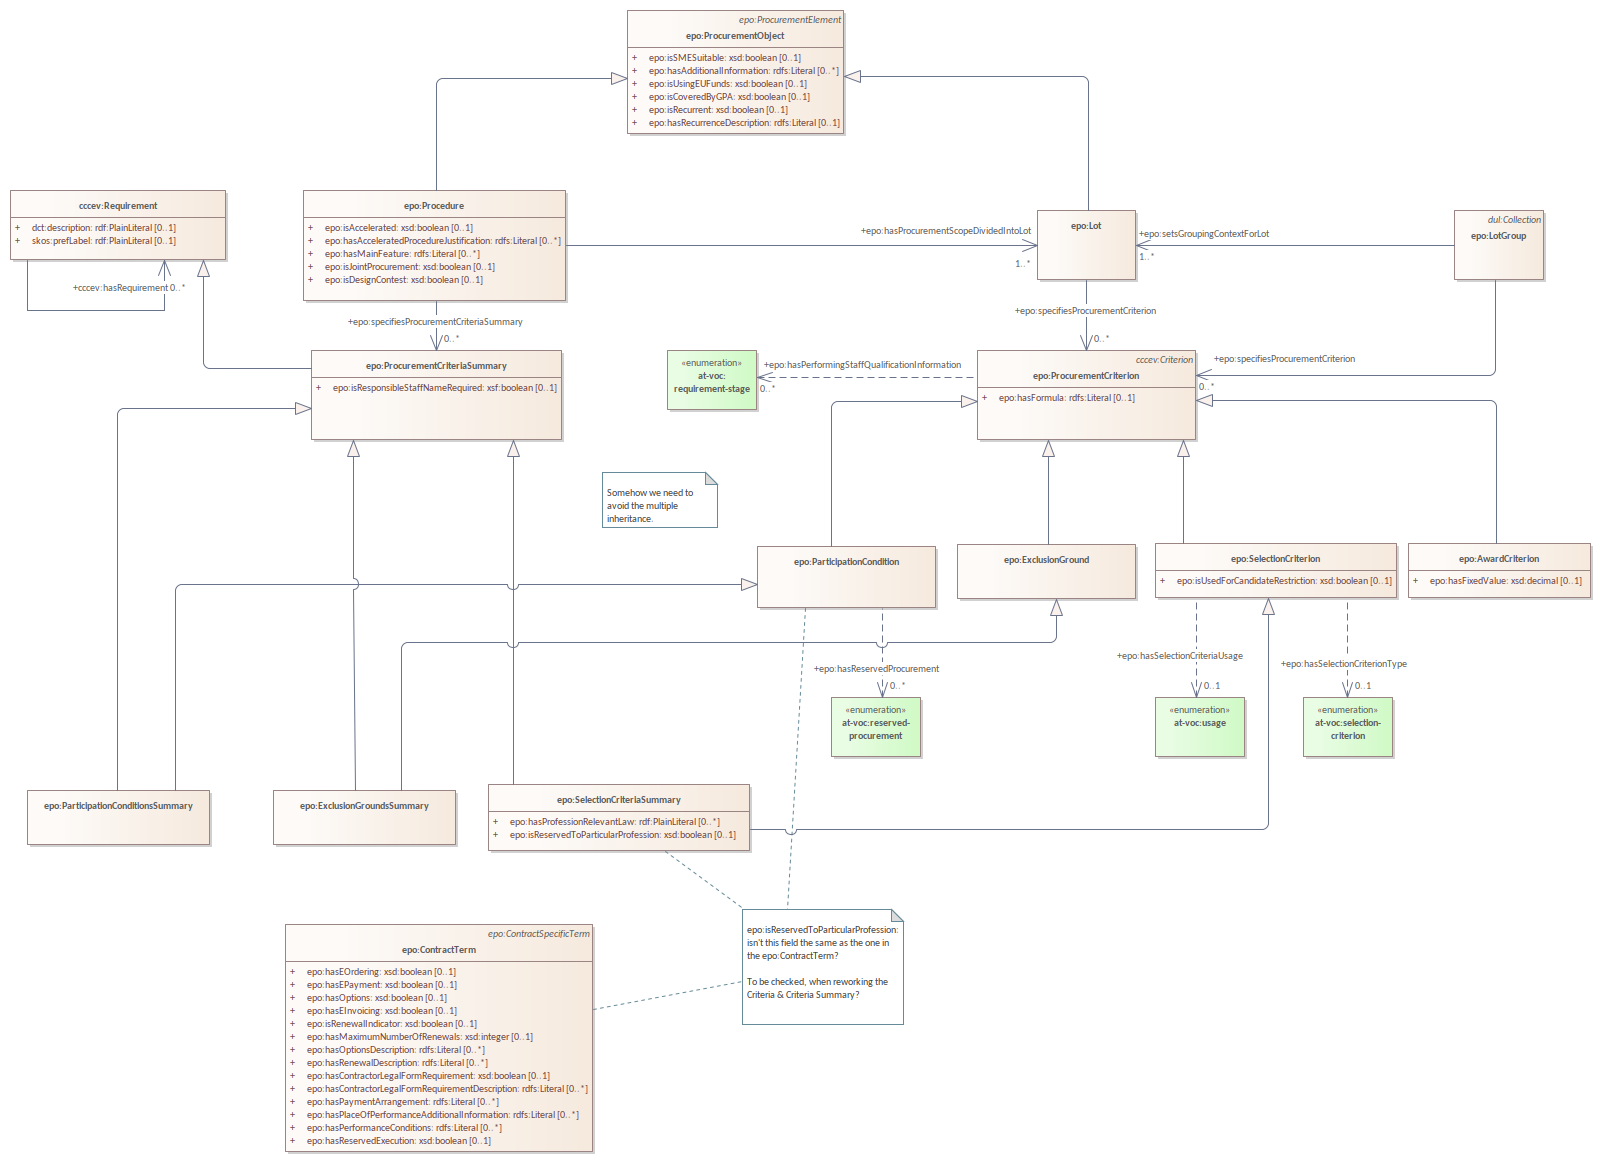 epo:ProcurementElement
epo:ProcurementObject
+ epo:isSMESuitable: xsd:boolean [0..1]
+ epo:hasAdditionalInformation: rdfs:Literal [0..*]
+ epo:isUsingEUFunds: xsd:boolean [0..1]
+ epo:isCoveredByGPA: xsd:boolean [0..1]
+ epo:isRecurrent: xsd:boolean [0..1]
+ epo:hasRecurrenceDescription: rdfs:Literal [0..1]
cccev:Requirement
+ dct:description: rdf:PlainLiteral [0..1]
+ skos:prefLabel: rdf:PlainLiteral [0..1]
+cccev:hasRequirement 0..*
epo:Procedure
+ epo:isAccelerated: xsd:boolean [0..1]
+ epo:hasAcceleratedProcedureJustification: rdfs:Literal [0..*]
+ epo:hasMainFeature: rdfs:Literal [0..*]
+ epo:isJointProcurement: xsd:boolean [0..1]
+ epo:isDesignContest: xsd:boolean [0..1]
+epo:hasProcurementScopeDividedIntoLot
1..*
epo:Lot
+epo:setsGroupingContextForLot
1..*
dul:Collection
epo:LotGroup
+epo:specifiesProcurementCriteriaSummary
0..*
+epo:specifiesProcurementCriterion
0..*
+epo:specifiesProcurementCriterion
0..*
epo:ProcurementCriteriaSummary
+ epo:isResponsibleStaffNameRequired: xsf:boolean [0..1]
«enumeration»
at-voc:
requirement-stage
+epo:hasPerformingStaffQualificationInformation
0..*
cccev:Criterion
epo:ProcurementCriterion
+ epo:hasFormula: rdfs:Literal [0..1]
Somehow we need to
avoid the multiple
inheritance.
epo:ParticipationCondition
epo:ExclusionGround
epo:SelectionCriterion
+ epo:isUsedForCandidateRestriction: xsd:boolean [0..1]
epo:AwardCriterion
+ epo:hasFixedValue: xsd:decimal [0..1]
+epo:hasReservedProcurement
0..*
+epo:hasSelectionCriteriaUsage
0..1
+epo:hasSelectionCriterionType
0..1
«enumeration»
at-voc:reserved-
procurement
«enumeration»
at-voc:usage
«enumeration»
at-voc:selection-
criterion
epo:ParticipationConditionsSummary
epo:ExclusionGroundsSummary
epo:SelectionCriteriaSummary
+ epo:hasProfessionRelevantLaw: rdf:PlainLiteral [0..*]
+ epo:isReservedToParticularProfession: xsd:boolean [0..1]
epo:isReservedToParticularProfession:
isn't this field the same as the one in
the epo:ContractTerm?
To be checked, when reworking the
Criteria & Criteria Summary?
epo:ContractSpecificTerm
epo:ContractTerm
+ epo:hasEOrdering: xsd:boolean [0..1]
+ epo:hasEPayment: xsd:boolean [0..1]
+ epo:hasOptions: xsd:boolean [0..1]
+ epo:hasEInvoicing: xsd:boolean [0..1]
+ epo:isRenewalIndicator: xsd:boolean [0..1]
+ epo:hasMaximumNumberOfRenewals: xsd:integer [0..1]
+ epo:hasOptionsDescription: rdfs:Literal [0..*]
+ epo:hasRenewalDescription: rdfs:Literal [0..*]
+ epo:hasContractorLegalFormRequirement: xsd:boolean [0..1]
+ epo:hasContractorLegalFormRequirementDescription: rdfs:Literal [0..*]
+ epo:hasPaymentArrangement: rdfs:Literal [0..*]
+ epo:hasPlaceOfPerformanceAdditionalInformation: rdfs:Literal [0..*]
+ epo:hasPerformanceConditions: rdfs:Literal [0..*]
+ epo:hasReservedExecution: xsd:boolean [0..1]